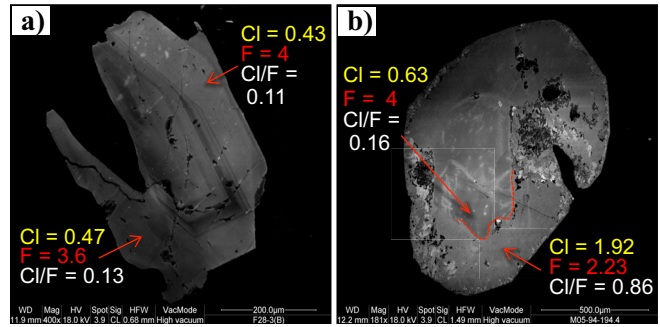 a)
Cl = 0.43
F = 4
Cl/F =
0.11
Cl = 0.47
F = 3.6
Cl/F = 0.13
WD Mag HV Spot Sig HFW VacMode
11.9 mm 400x 18.0 kV 3.9 CL 0.68 mm High vacuum
200.0µm
F28-3(B)
b)
Cl = 0.63
F = 4
Cl/F =
0.16
Cl = 1.92
F = 2.23
Cl/F = 0.86
WD Mag HV Spot Sig HFW VacMode
12.2 mm 181x 18.0 kV 3.9 CL 1.49 mm High vacuum
500.0µm
M05-94-194.4